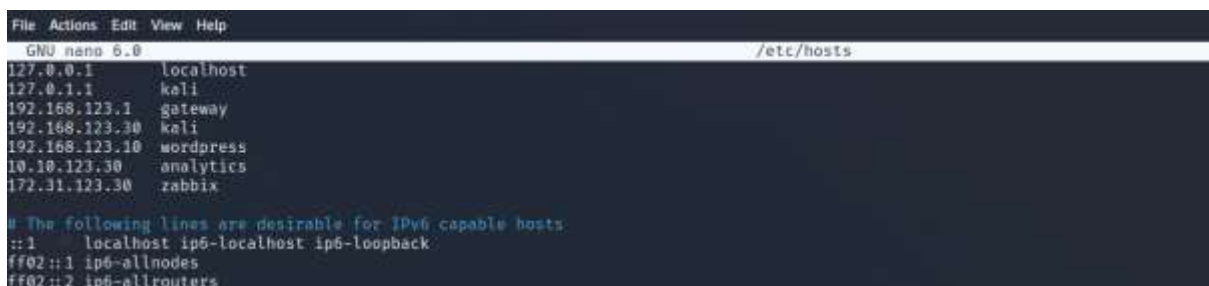 File Actions Edit View Help
GNU nano 6.0 /etc/hosts
127.0.0.1 localhost
127.0.1.1 kali
192.168.123.1 gateway
192.168.123.30 kali
192.168.123.10 wordpress
10.10.123.30 analytics
172.31.123.30 zabbix
# The following lines are desirable for IPv6 capable hosts
::1 localhost ip6-localhost ip6-loopback
ff02::1 ip6-allnodes
ff02::2 ip6-allrouters